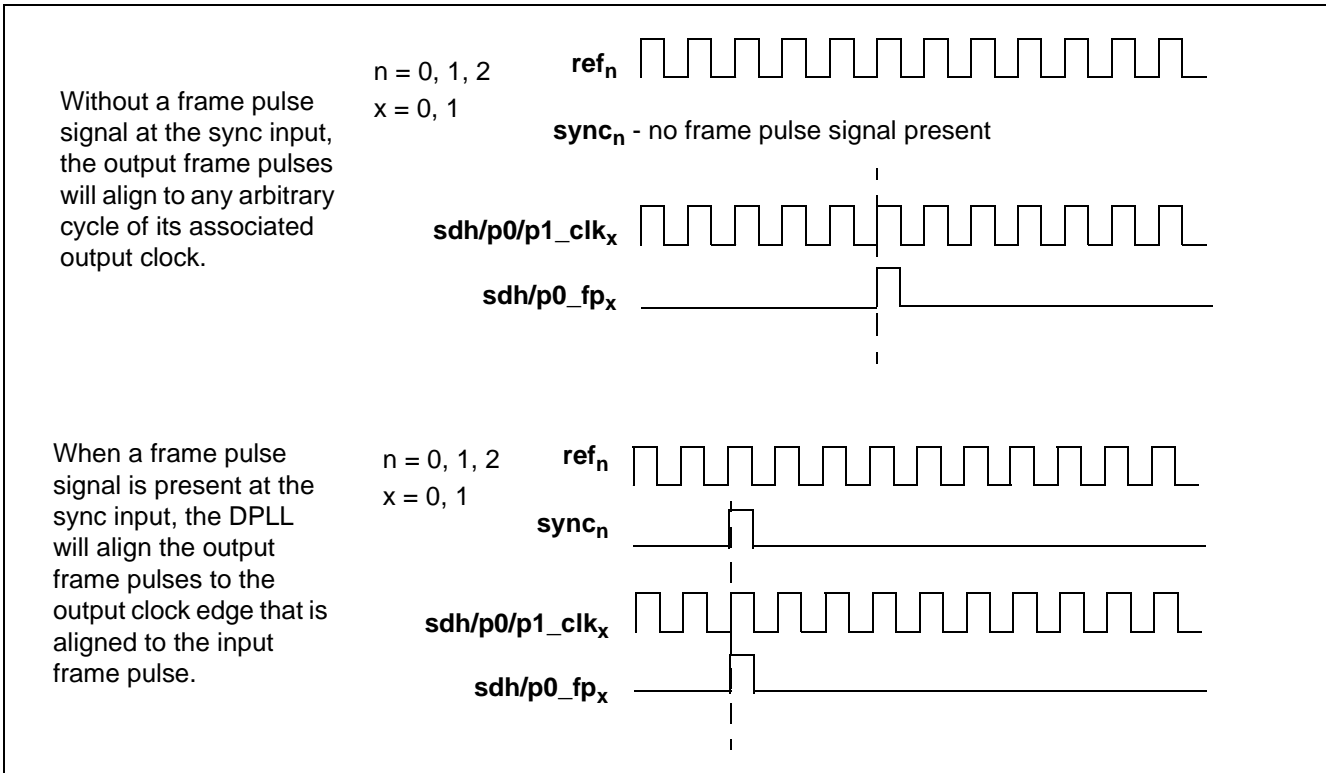 Without a frame pulse
signal at the sync input,
the output frame pulses
will align to any arbitrary
cycle of its associated
output clock.
n = 0, 1, 2
x = 0, 1
refn
syncn - no frame pulse signal present
sdh/p0/p1_clkx
sdh/p0_fpx
When a frame pulse
signal is present at the
sync input, the DPLL
will align the output
frame pulses to the
output clock edge that is
aligned to the input
frame pulse.
n = 0, 1, 2
x = 0, 1
refn
syncn
sdh/p0/p1_clkx
sdh/p0_fpx